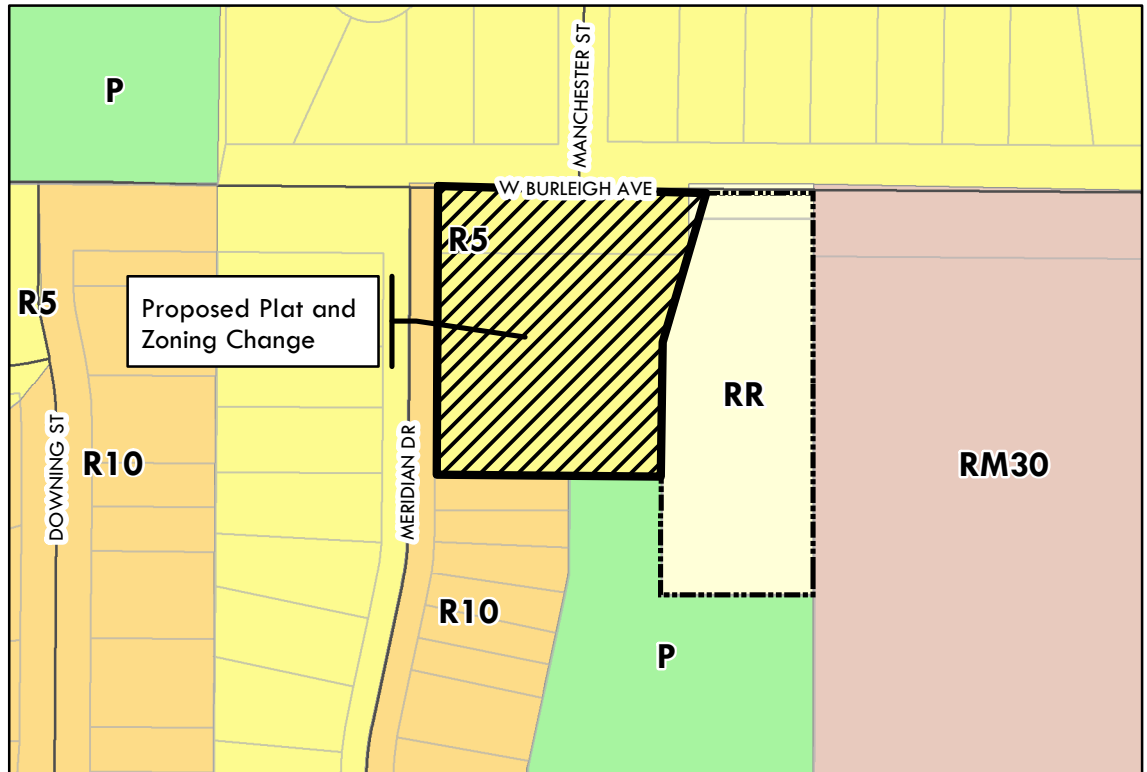 P
MANCHESTER ST
W BURLEIGH AVE
R5
R5
Proposed Plat and
Zoning Change
RR
DOWNING ST
R10
MERIDIAN DR
RM30
R10
P